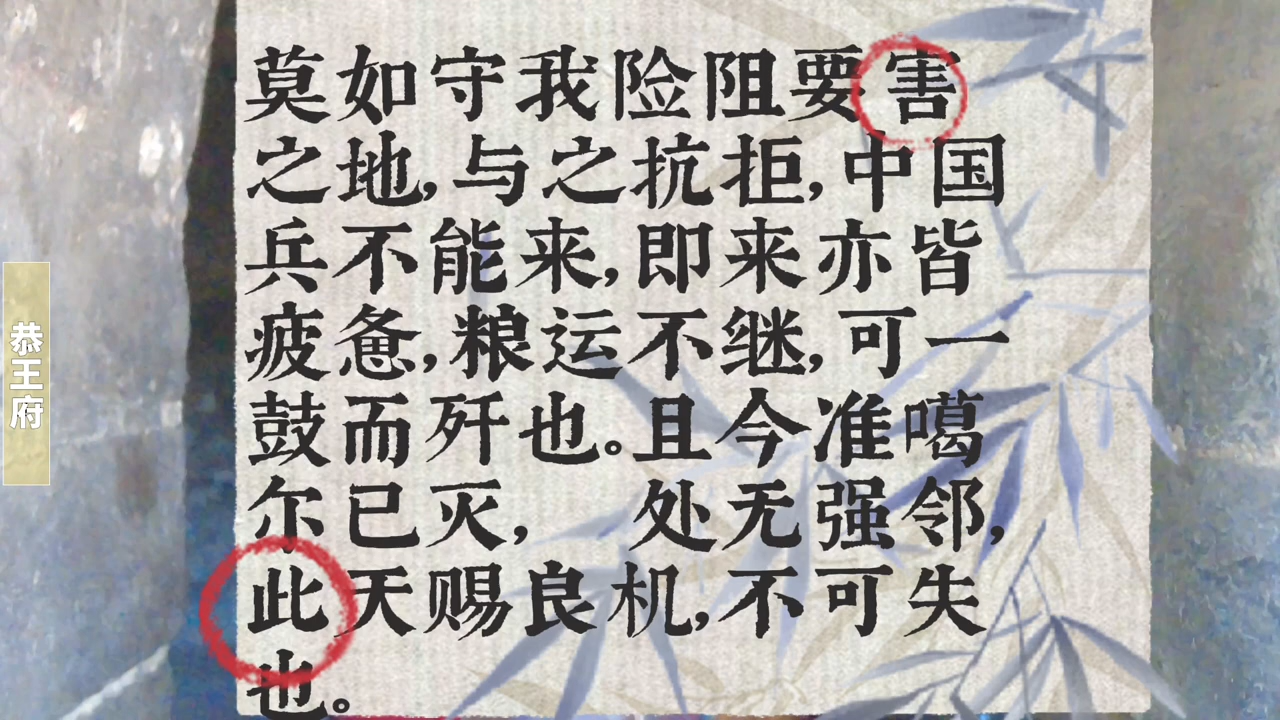 莫如守我险阻要害
之地,与之抗拒,中国
兵不能来,即来亦皆
疲惫,粮运不继,可一
鼓而歼也。且今准噶
尔已灭, 处无强邻,
此天赐良机,不可失
也。
恭王府